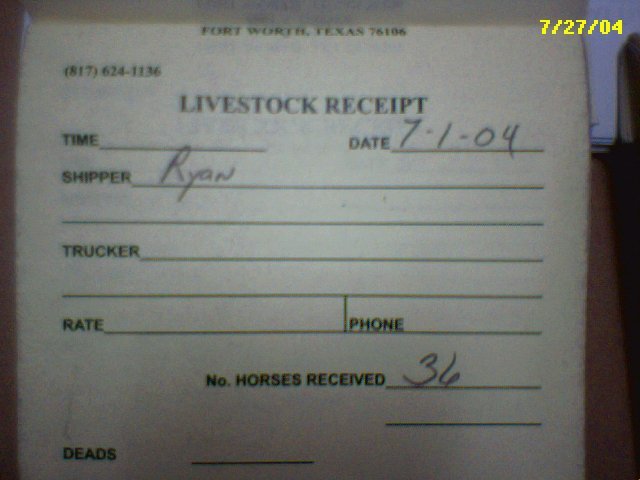 7/27/04
FORT WORTH, TEXAS 76106
(817) 624-1136
LIVESTOCK RECEIPT
TIME DATE 7-1-04
SHIPPER Ryan
TRUCKER
RATE PHONE
No. HORSES RECEIVED 36
DEADS